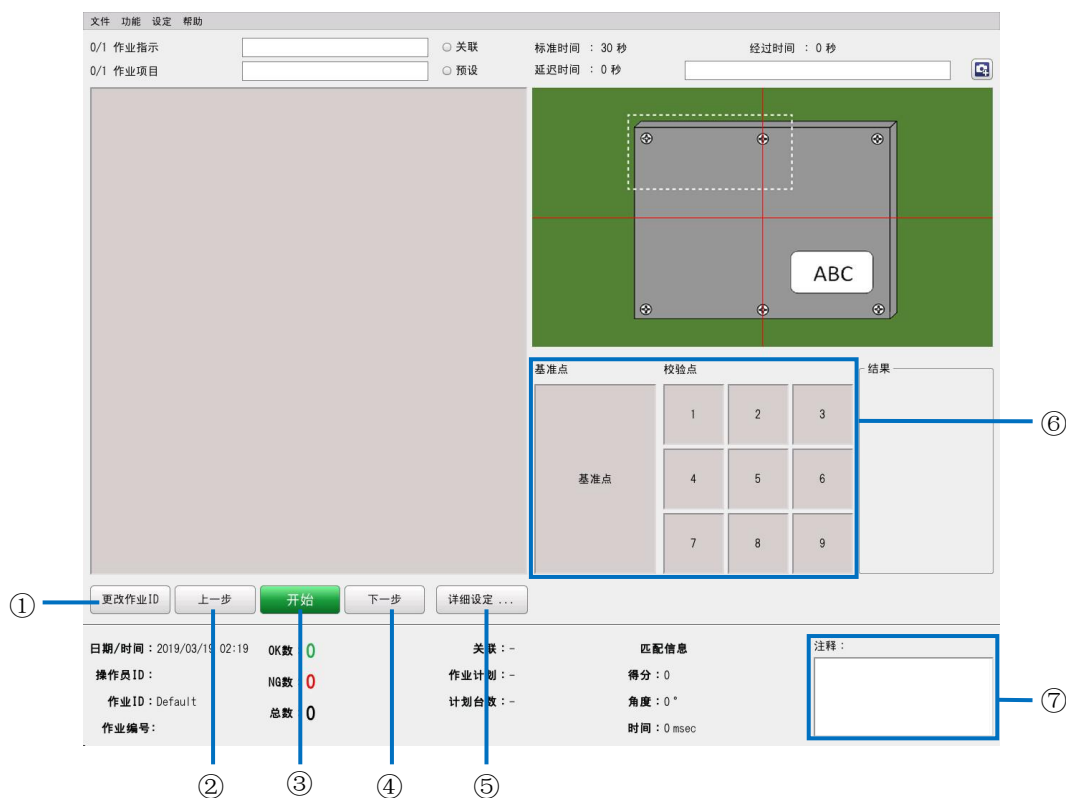 文件 功能 设定 帮助
0/1 作业指示 关联 标准时间 : 30 秒 经过时间 : 0 秒
0/1 作业项目 预设 延迟时间 : 0 秒
ABC
基准点 校验点 结果
1 2 3
⑥
基准点 4 5 6
7 8 9
① 更改作业ID 上一步 开始 下一步 详细设定 ...
日期/时间：2019/03/19 02:19 OK数 0 关联：- 匹配信息 注释：
操作员ID： NG数 0 作业计划：- 得分：0
⑦
作业ID：Default 总数 0 计划台数：- 角度：0°
作业编号： 时间：0 msec
② ③ ④ ⑤